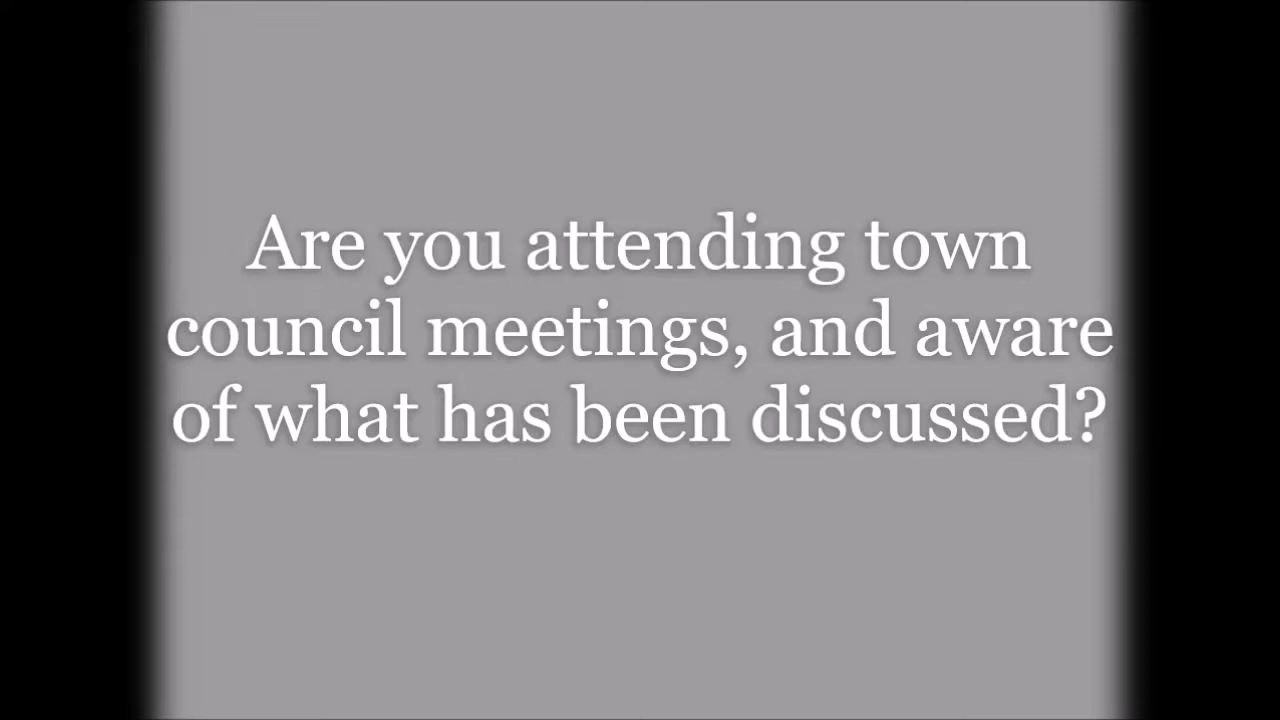 Are you attending town
council meetings, and aware
of what has been discussed?